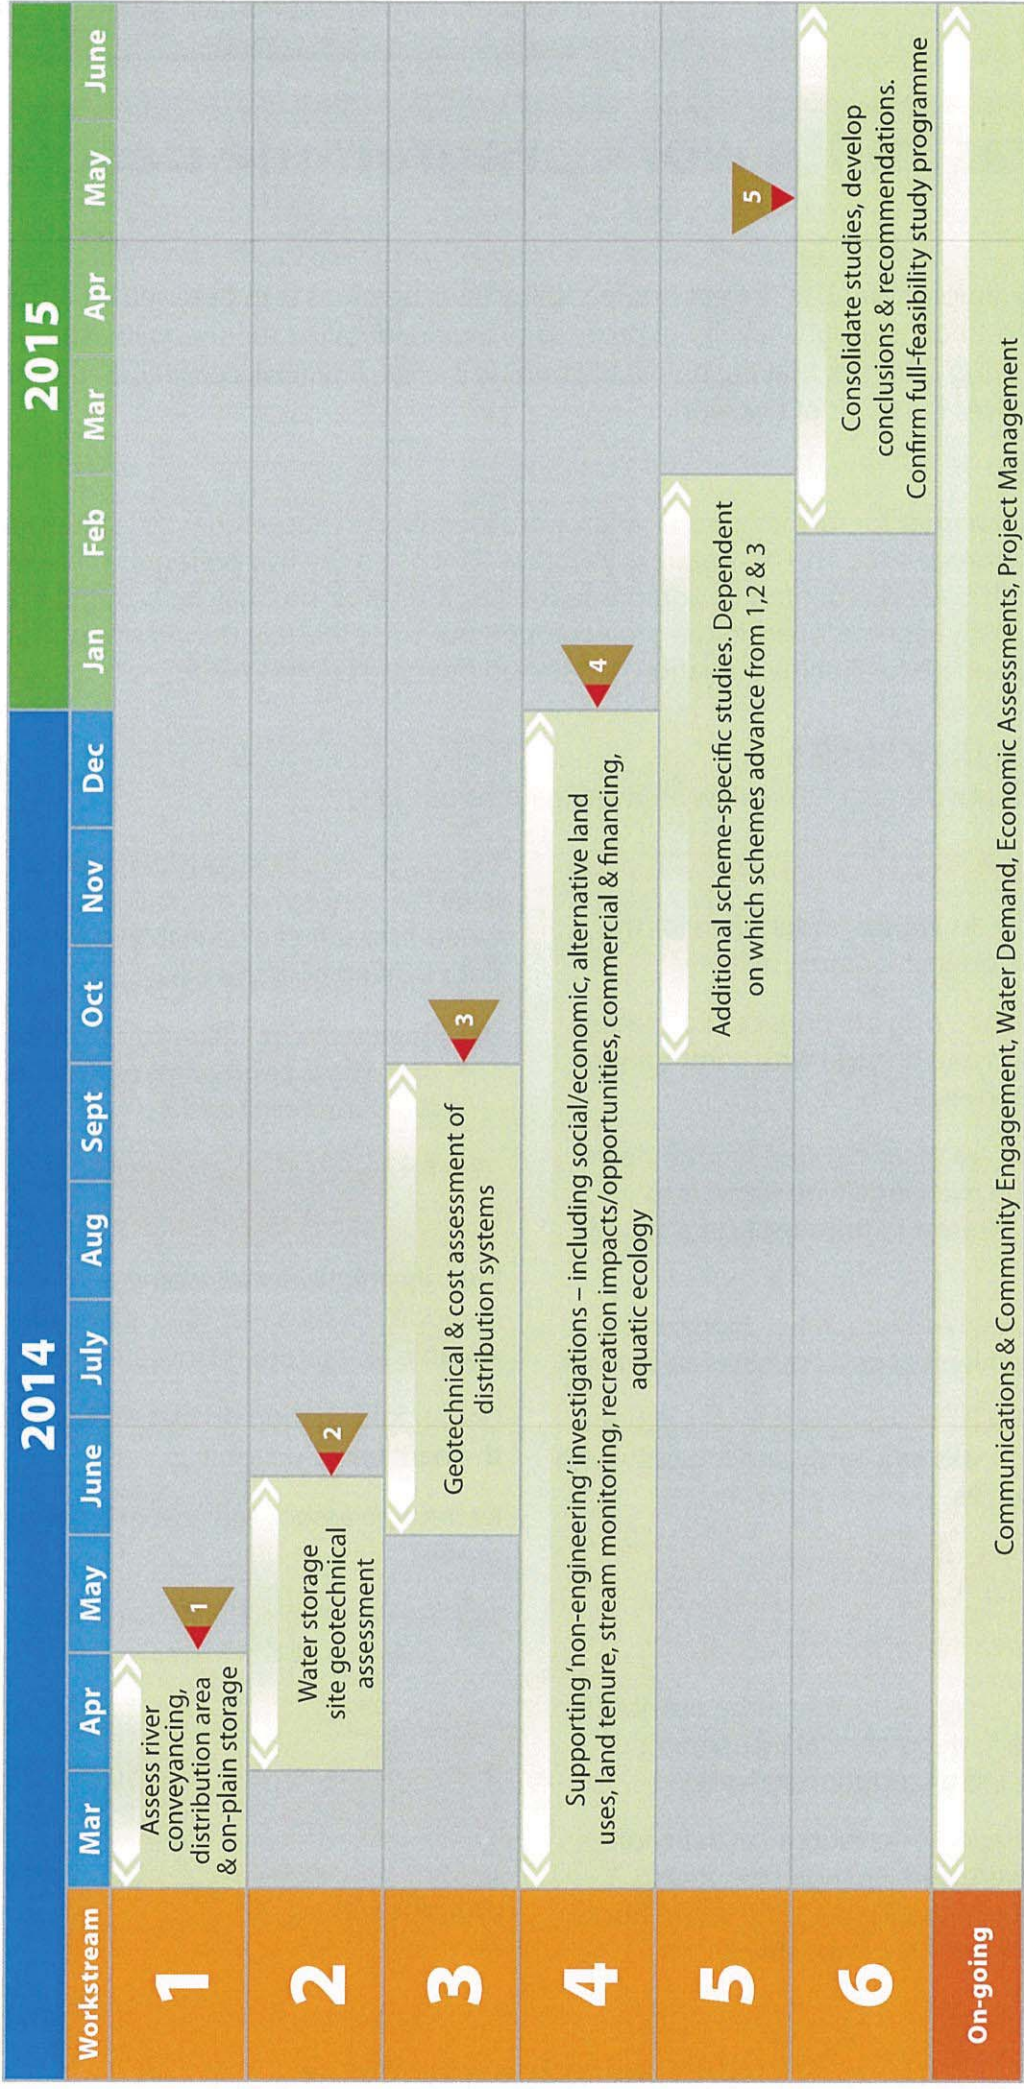 2014
2015
Workstream
Mar
Apr
May
June
July
Aug
Sept
Oct
Nov
Dec
Jan
Feb
Mar
Apr
May
June
1
Assess river
conveyancing,
distribution area
& on-plain storage
1
2
Water storage
site geotechnical
assessment
2
3
Geotechnical & cost assessment of
distribution systems
3
4
Supporting 'non-engineering' investigations – including social/economic, alternative land
uses, land tenure, stream monitoring, recreation impacts/opportunities, commercial & financing,
aquatic ecology
4
5
Additional scheme-specific studies. Dependent
on which schemes advance from 1,2 & 3
5
6
Consolidate studies, develop
conclusions & recommendations.
Confirm full-feasibility study programme
On-going
Communications & Community Engagement, Water Demand, Economic Assessments, Project Management